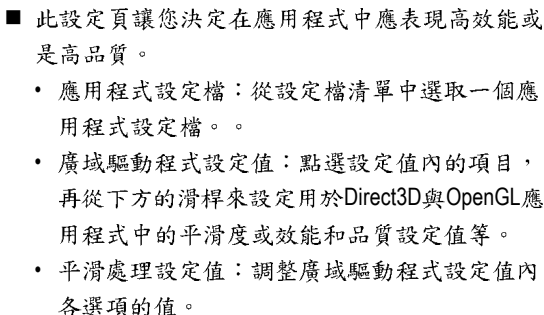 ■ 此設定頁讓您決定在應用程式中應表現高效能或
是高品質。
• 應用程式設定檔：從設定檔清單中選取一個應
用程式設定檔。。
• 廣域驅動程式設定值：點選設定值內的項目，
再從下方的滑桿來設定用於Direct3D與OpenGL應
用程式中的平滑度或效能和品質設定值等。
• 平滑處理設定值：調整廣域驅動程式設定值內
各選項的值。